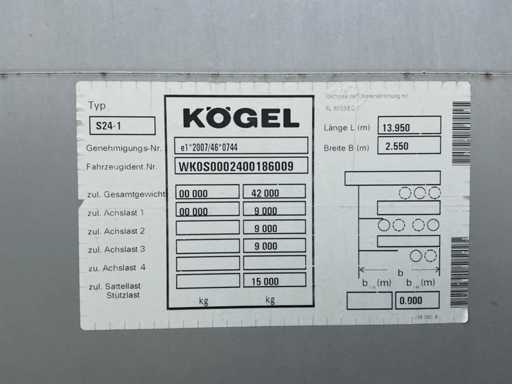 Typ
S24-1
KÖGEL
Länge L (m) 13.950
Genehmigungs-Nr. e1*2007/46*0744
Breite B (m) 2.550
Fahrzeugident.Nr. WK0S0002400186009
zul. Gesamtgewicht 00 000 42 000
zul. Achslast 1 00 000 9 000
zul. Achslast 2 9 000
zul. Achslast 3 9 000
zu. Achslast 4
zul. Sattellast 15 000
Stützlast
kg kg
b
b (m) b (m)
0.900